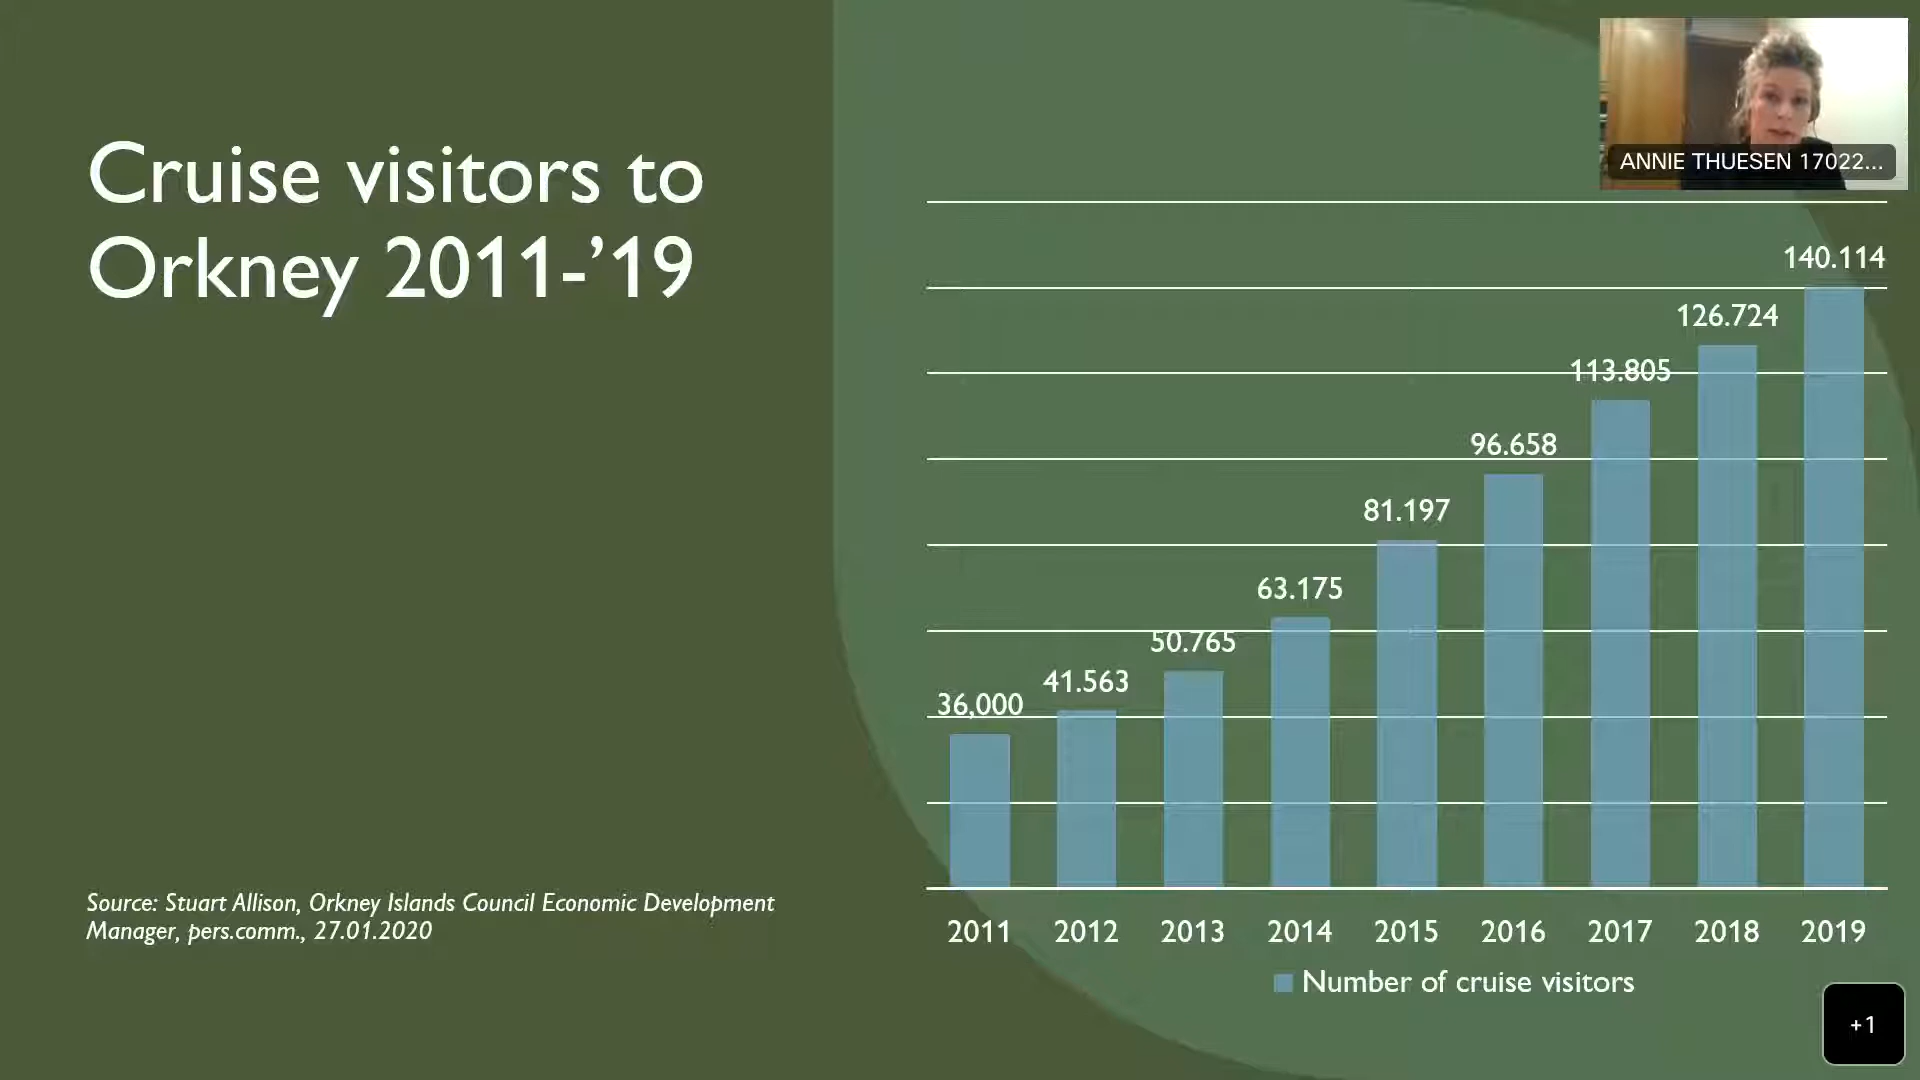 Cruise visitors to
Orkney 2011-’19
ANNIE THUESEN 17022...
140.114
126.724
113.805
96.658
81.197
63.175
50.765
41.563
36,000
2011 2012 2013 2014 2015 2016 2017 2018 2019
Number of cruise visitors
Source: Stuart Allison, Orkney Islands Council Economic Development
Manager, pers.comm., 27.01.2020
+1